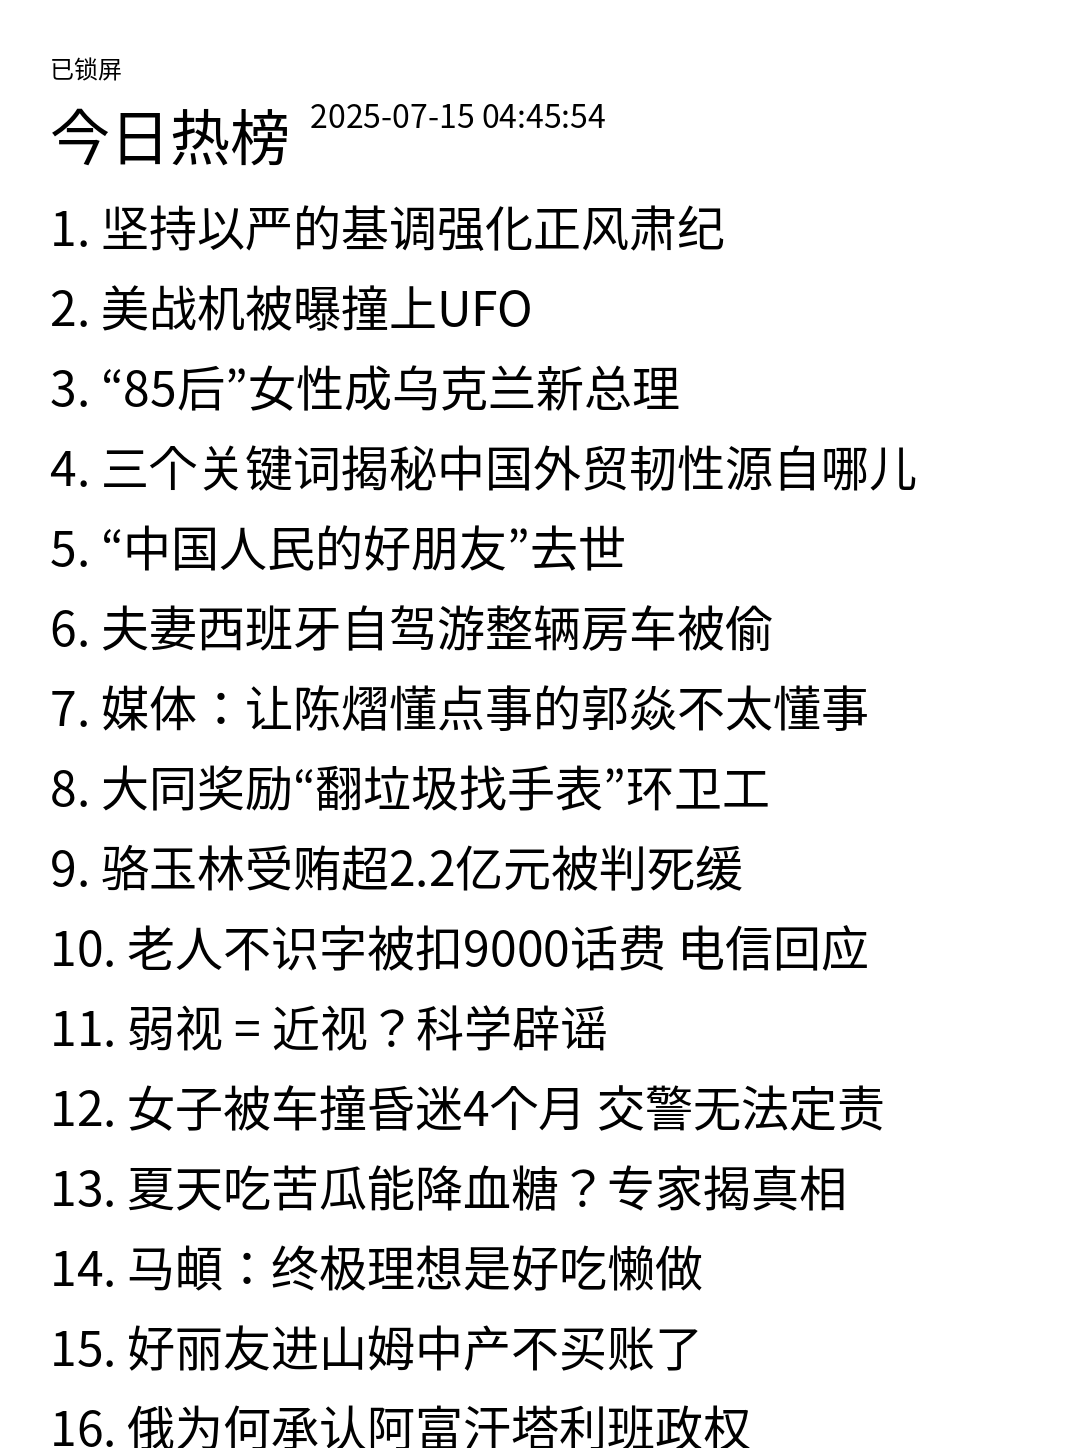 已锁屏
今日热榜 2025-07-15 04:45:54
1. 坚持以严的基调强化正风肃纪
2. 美战机被曝撞上UFO
3. “85后”女性成乌克兰新总理
4. 三个关键词揭秘中国外贸韧性源自哪儿
5. “中国人民的好朋友”去世
6. 夫妻西班牙自驾游整辆房车被偷
7. 媒体：让陈熠懂点事的郭焱不太懂事
8. 大同奖励“翻垃圾找手表”环卫工
9. 骆玉林受贿超2.2亿元被判死缓
10. 老人不识字被扣9000话费 电信回应
11. 弱视 = 近视？科学辟谣
12. 女子被车撞昏迷4个月 交警无法定责
13. 夏天吃苦瓜能降血糖？专家揭真相
14. 马頔：终极理想是好吃懒做
15. 好丽友进山姆中产不买账了
16. 俄为何承认阿富汗塔利班政权